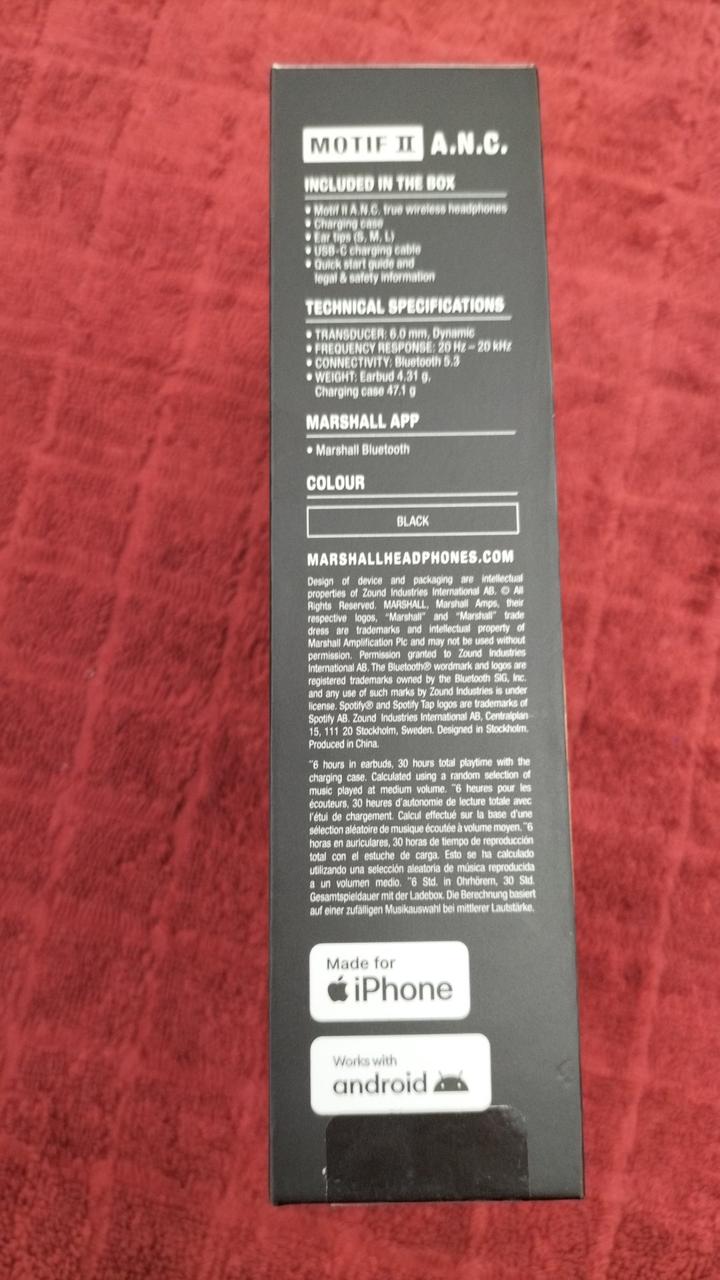 MOTIF II A.N.C.
INCLUDED IN THE BOX
• Motif II A.N.C. true wireless headphones
• Charging case
• Ear tips (S, M, L)
• USB-C charging cable
• Quick start guide and
legal & safety information
TECHNICAL SPECIFICATIONS
• TRANSDUCER: 6.0 mm, Dynamic
• FREQUENCY RESPONSE: 20 Hz – 20 kHz
• CONNECTIVITY: Bluetooth 5.3
• WEIGHT: Earbud 4.31 g,
Charging case 47.1 g
MARSHALL APP
• Marshall Bluetooth
COLOUR
BLACK
MARSHALLHEADPHONES.COM
Design of device and packaging are intellectual
properties of Zound Industries International AB. © All
Rights Reserved. MARSHALL, Marshall Amps, their
respective logos, “Marshall” and “Marshall” trade
dress are trademarks and intellectual property of
Marshall Amplification Plc and may not be used without
permission. Permission granted to Zound Industries
International AB. The Bluetooth® wordmark and logos are
registered trademarks owned by the Bluetooth SIG, Inc.
and any use of such marks by Zound Industries is under
license. Spotify® and Spotify Tap logos are trademarks of
Spotify AB. Zound Industries International AB, Centralplan
15, 111 20 Stockholm, Sweden. Designed in Stockholm.
Produced in China.
~6 hours in earbuds, 30 hours total playtime with the
charging case. Calculated using a random selection of
music played at medium volume. ~6 heures pour les
écouteurs, 30 heures d'autonomie de lecture totale avec
l'étui de chargement. Calcul effectué sur la base d'une
sélection aléatoire de musique écoutée à volume moyen. ~6
horas en auriculares, 30 horas de tiempo de reproducción
total con el estuche de carga. Esto se ha calculado
utilizando una selección aleatoria de música reproducida
a un volumen medio. ~6 Std. in Ohrhörern, 30 Std.
Gesamtspieldauer mit der Ladebox. Die Berechnung basiert
auf einer zufälligen Musikauswahl bei mittlerer Lautstärke.
Made for
iPhone
Works with
android